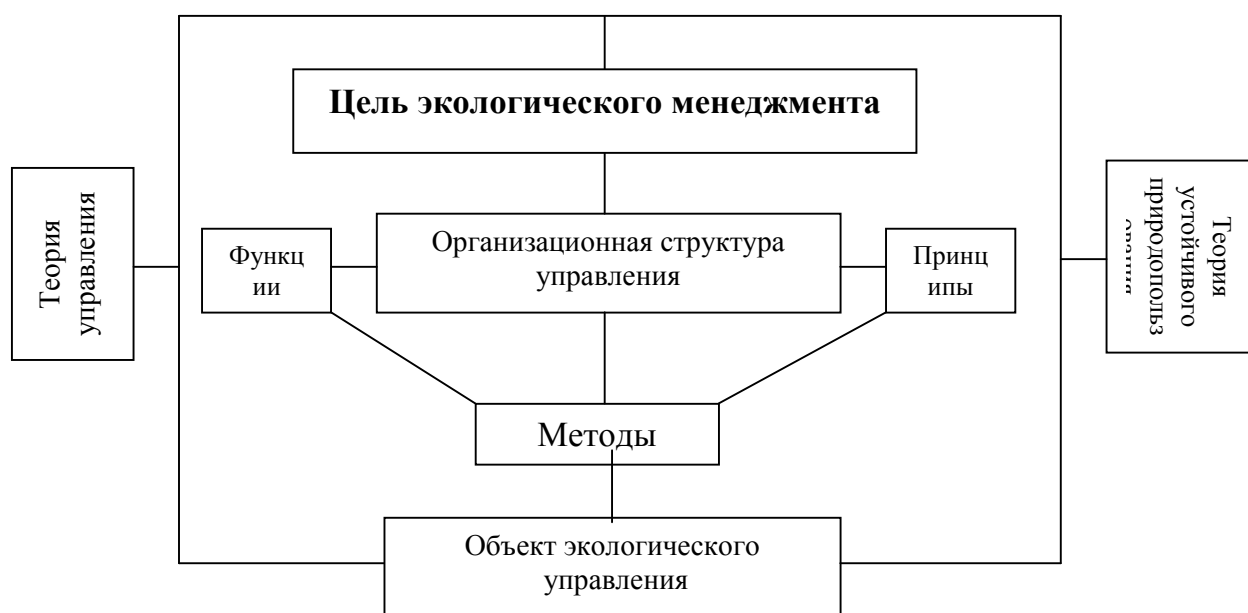 Цель экологического менеджмента
Теория
управления
Функц
ии
Организационная структура
управления
Принц
ипы
Теория
устойчивого
природопольз
Методы
Объект экологического
управления